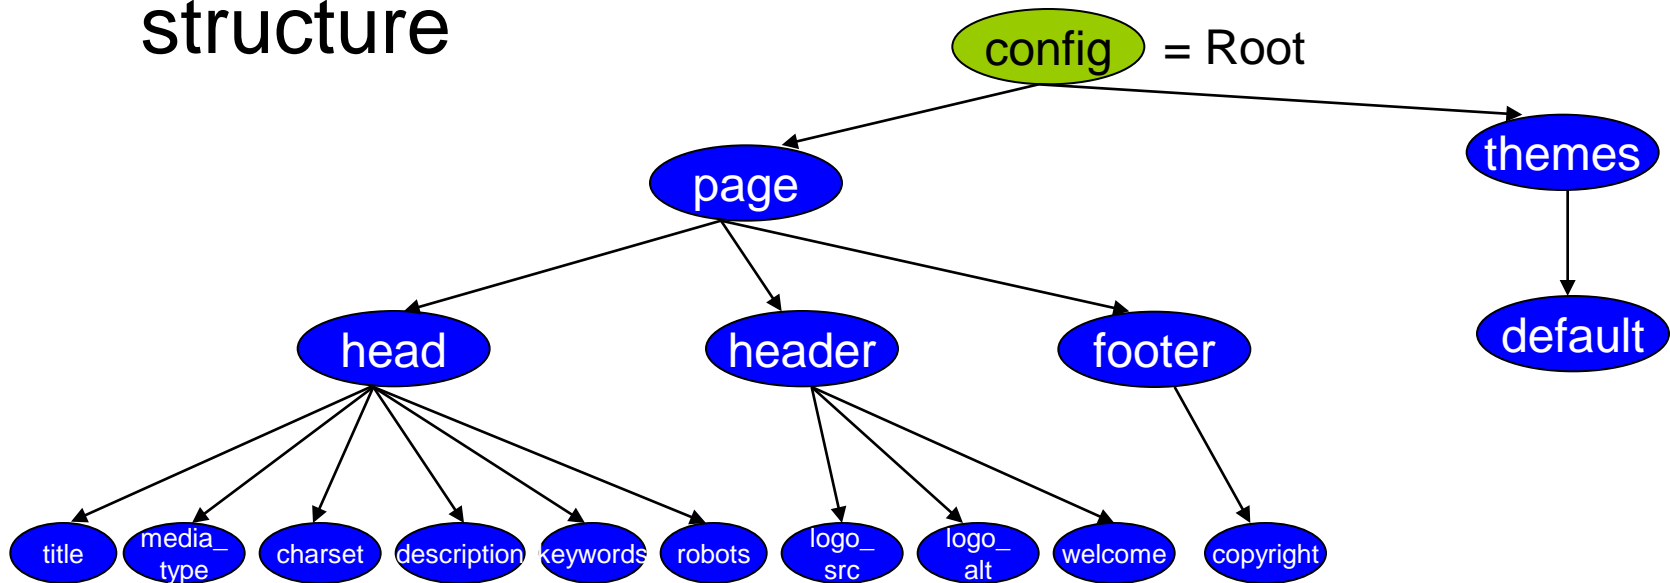 structure
config = Root
page
themes
head
header
footer
default
title
media_
type
charset
description
keywords
robots
logo_
src
logo_
alt
welcome
copyright